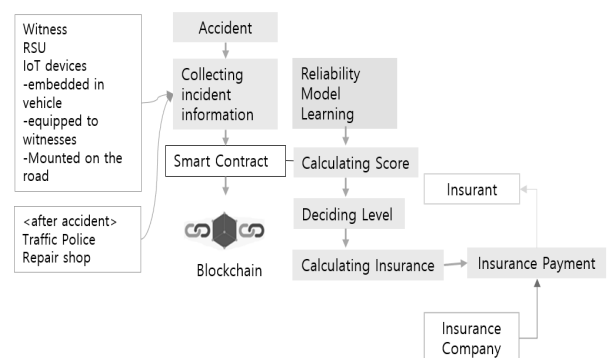 Witness
RSU
IoT devices
-embedded in
vehicle
-equipped to
witnesses
-Mounted on the
road
<after accident>
Traffic Police
Repair shop
Accident
Collecting
incident
information
Smart Contract
Blockchain
Reliability
Model
Learning
Calculating Score
Deciding Level
Calculating Insurance
Insurant
Insurance Payment
Insurance
Company